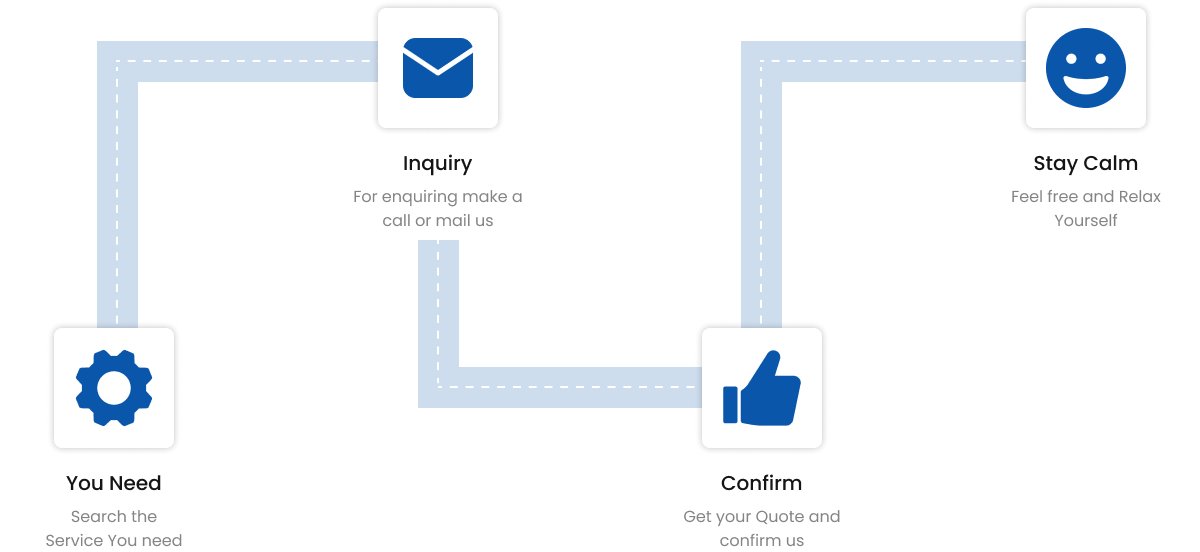 Inquiry
For enquiring make a
call or mail us
Stay Calm
Feel free and Relax
Yourself
You Need
Search the
Service You need
Confirm
Get your Quote and
confirm us